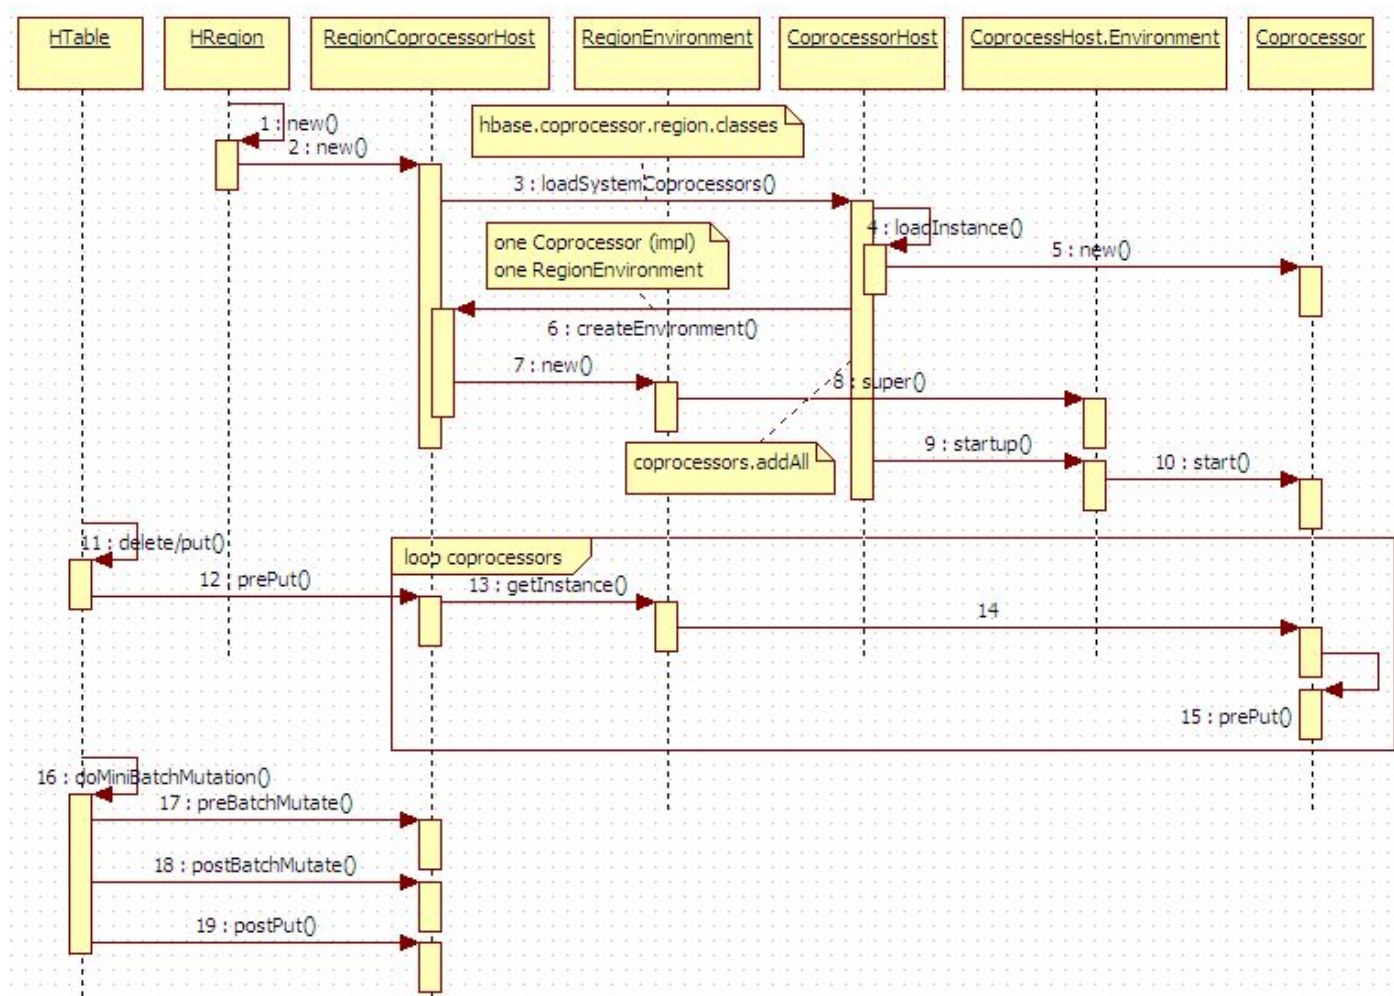 HTable
HRegion
RegionCoprocessorHost
RegionEnvironment
CoprocessorHost
CoprocessHost.Environment
Coprocessor
1 : new()
hbase.coprocessor.region.classes
2 : new()
3 : loadSystemCoprocessors()
4 : loadInstance()
one Coprocessor (impl)
one RegionEnvironment
5 : new()
6 : createEnvironment()
7 : new()
8 : super()
9 : startup()
coprocessors.addAll
10 : start()
11 : delete/put()
loop coprocessors
12 : prePut()
13 : getInstance()
14
15 : prePut()
16 : doMiniBatchMutation()
17 : preBatchMutate()
18 : postBatchMutate()
19 : postPut()